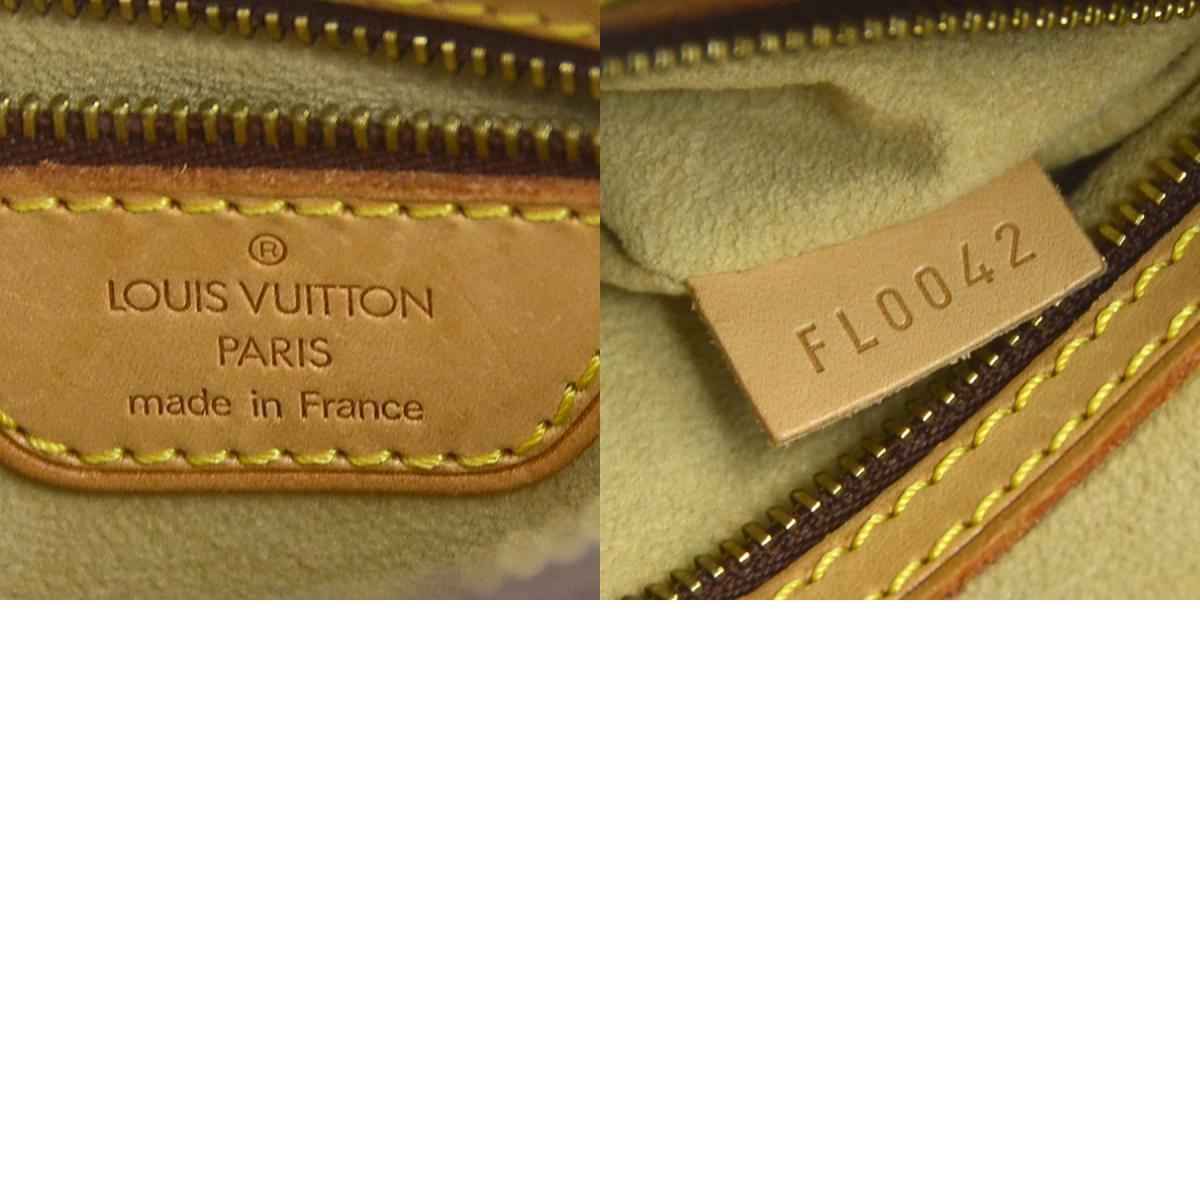 ®
LOUIS VUITTON
PARIS
made in France
FL0042